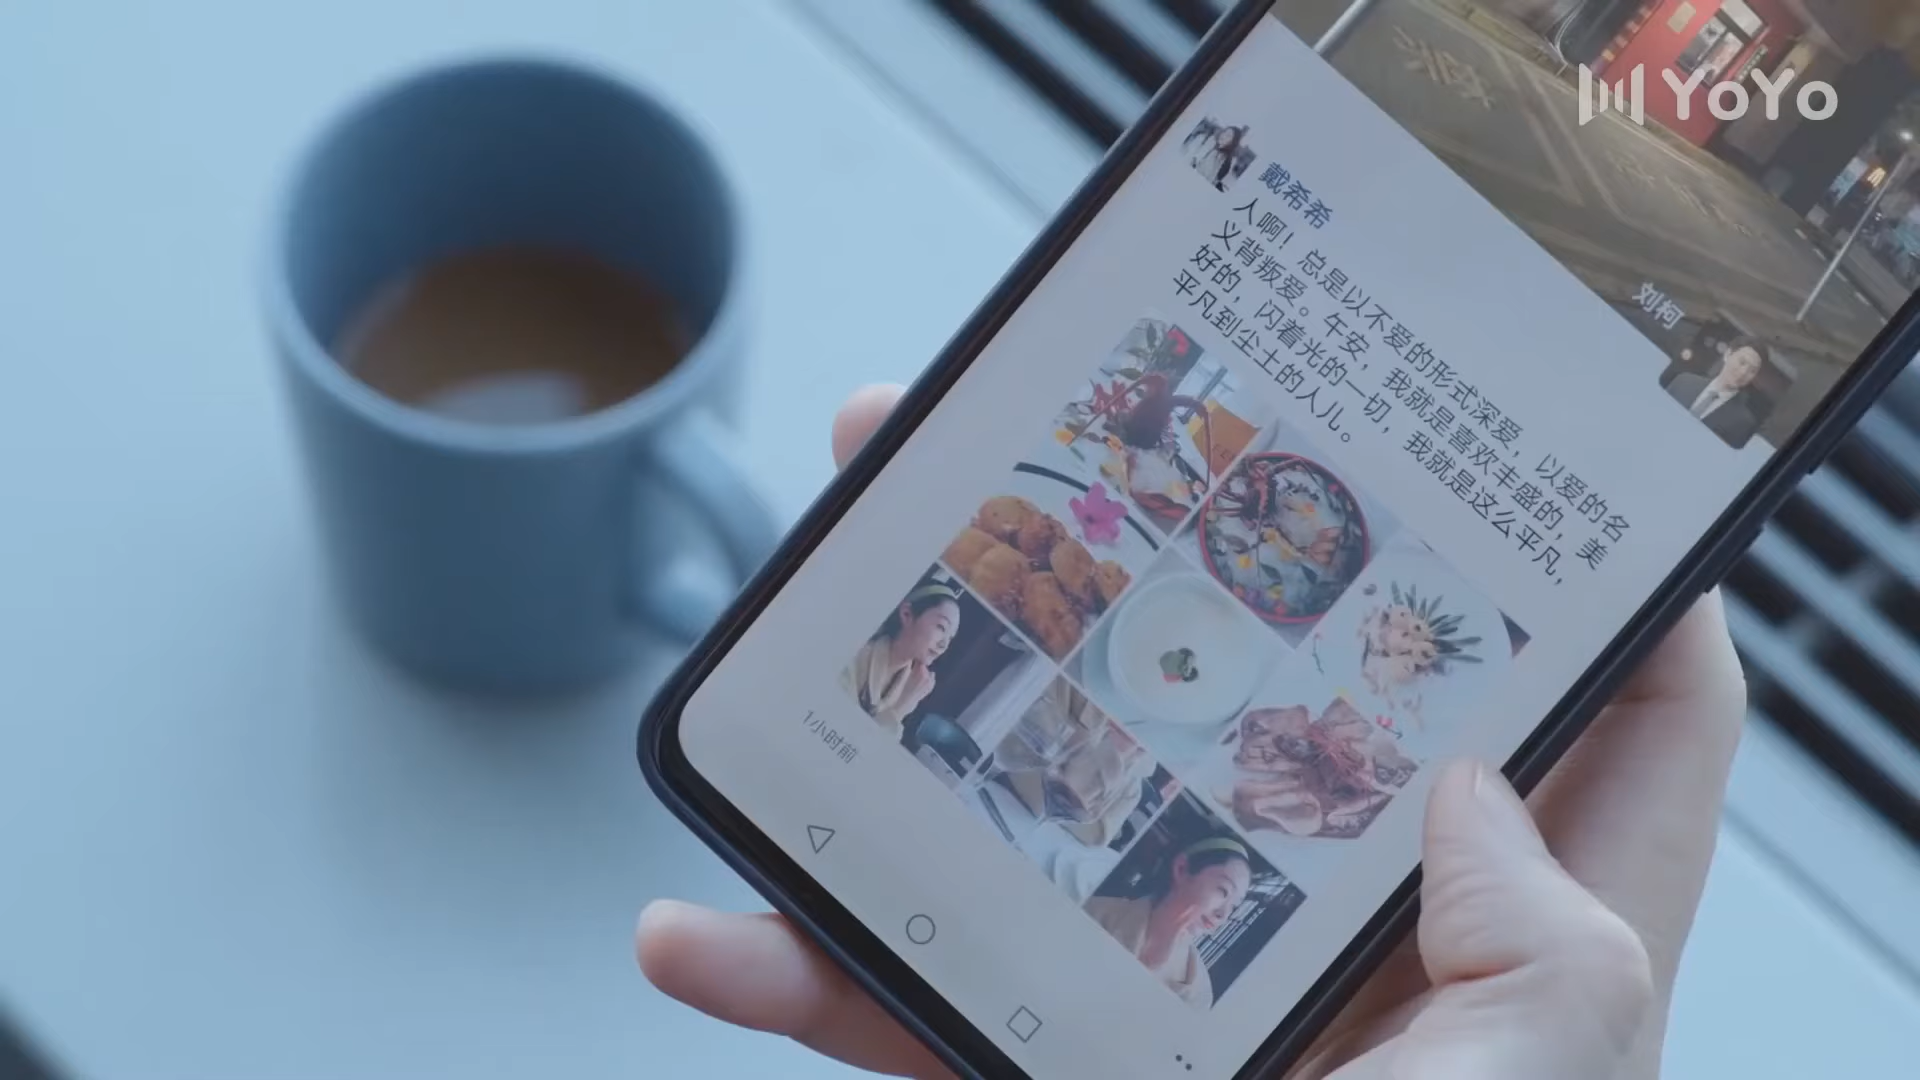 YoYo
刘柯
戴希希
人啊！总是以不爱的形式深爱，以爱的名
义背叛爱。午安，我就是喜欢丰盛的，美
好的，闪着光的一切，我就是这么平凡，
平凡到尘土的人儿。
1小时前